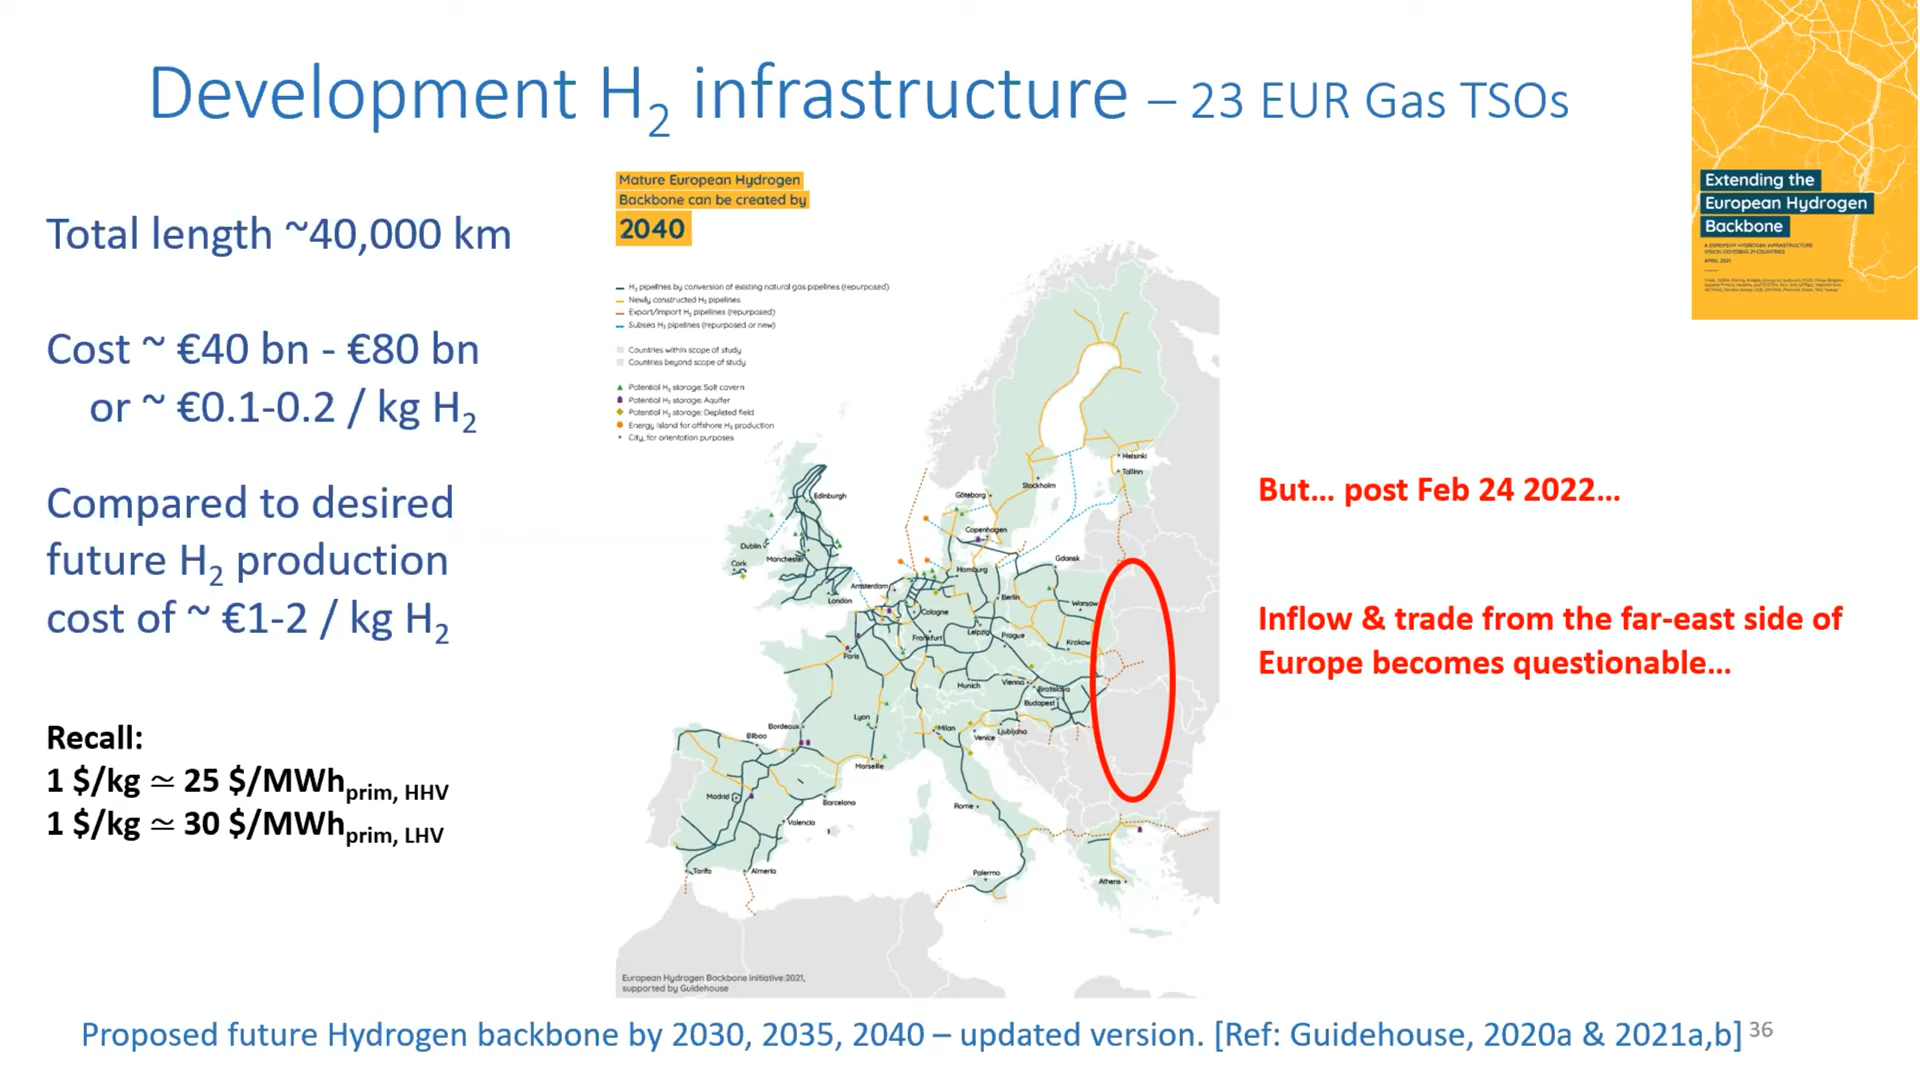 Development H₂ infrastructure – 23 EUR Gas TSOs
Extending the
European Hydrogen
Backbone
A EUROPEAN HYDROGEN INFRASTRUCTURE
VISION COVERING 21 COUNTRIES
APRIL 2021
Total length ~40,000 km
Cost ~ €40 bn - €80 bn
or ~ €0.1-0.2 / kg H₂
Compared to desired
future H₂ production
cost of ~ €1-2 / kg H₂
Recall:
1 $/kg ≃ 25 $/MWhprim, HHV
1 $/kg ≃ 30 $/MWhprim, LHV
Mature European Hydrogen
Backbone can be created by
2040
H₂ pipelines by conversion of existing natural gas pipelines (repurposed)
Newly constructed H₂ pipelines
Export/Import H₂ pipelines (repurposed)
Subsea H₂ pipelines (repurposed or new)
Countries within scope of study
Countries beyond scope of study
Potential H₂ storage: Salt cavern
Potential H₂ storage: Aquifer
Potential H₂ storage: Depleted field
Energy island for offshore H₂ production
City, for orientation purposes
Helsinki
Tallinn
Stockholm
Göteborg
Edinburgh
Copenhagen
Dublin
Manchester
Gdansk
Cork
Hamburg
Amsterdam
London
Berlin
Warsaw
Cologne
Leipzig
Prague
Frankfurt
Krakow
Paris
Munich
Vienna
Bratislava
Budapest
Lyon
Bordeaux
Milan
Ljubljana
Bilbao
Venice
Marseille
Madrid
Barcelona
Rome
Valencia
Tarifa
Almeria
Palermo
Athens
European Hydrogen Backbone initiative 2021,
supported by Guidehouse
But… post Feb 24 2022…
Inflow & trade from the far-east side of
Europe becomes questionable…
Proposed future Hydrogen backbone by 2030, 2035, 2040 – updated version. [Ref: Guidehouse, 2020a & 2021a,b]
36